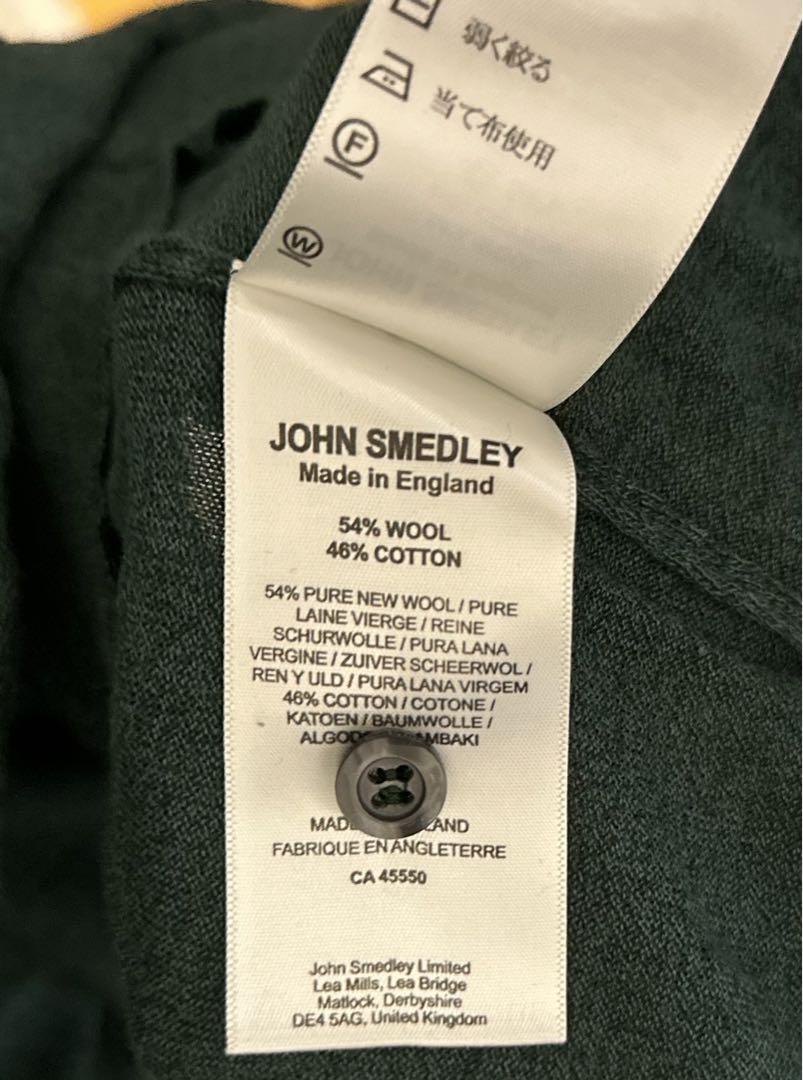 弱く絞る
当て布使用
F
W
JOHN SMEDLEY
Made in England
54% WOOL
46% COTTON
54% PURE NEW WOOL / PURE
LAINE VIERGE / REINE
SCHURWOLLE / PURA LANA
VERGINE / ZUIVER SCHEERWOL /
REN Y ULD / PURA LANA VIRGEM
46% COTTON / COTONE /
KATOEN / BAUMWOLLE /
MADE
FABRIQUE EN ANGLETERRE
CA 45550
John Smedley Limited
Lea Mills, Lea Bridge
Matlock, Derbyshire
DE4 5AG, United Kingdom